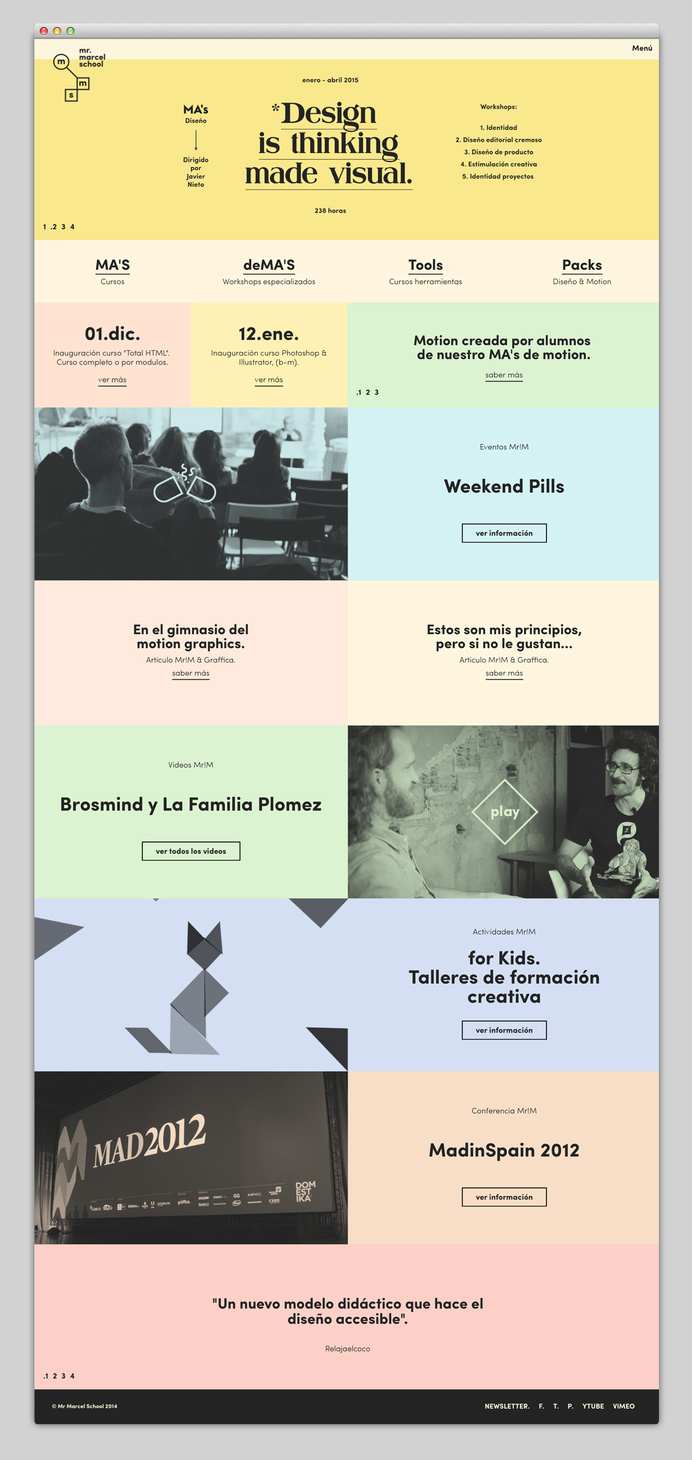 mr.
marcel
school
m
m
s
Menú
enero - abril 2015
MA's
Diseño
Dirigido
por
Javier
Nieto
*Design
is thinking
made visual.
238 horas
Workshops:
1. Identidad
2. Diseño editorial cremoso
3. Diseño de producto
4. Estimulación creativa
5. Identidad proyectos
1 .2 3 4
MA'S
Cursos
deMA'S
Workshops especializados
Tools
Cursos herramientas
Packs
Diseño & Motion
01.dic.
Inauguración curso "Total HTML".
Curso completo o por modulos.
ver más
12.ene.
Inauguración curso Photoshop &
Illustrator, (b-m).
ver más
Motion creada por alumnos
de nuestro MA's de motion.
saber más
.1 2 3
Eventos Mr!M
Weekend Pills
ver información
En el gimnasio del
motion graphics.
Articulo Mr!M & Graffica.
saber más
Estos son mis principios,
pero si no le gustan...
Articulo Mr!M & Graffica.
saber más
Videos Mr!M
Brosmind y La Familia Plomez
ver todos los videos
play
Actividades Mr!M
for Kids.
Talleres de formación
creativa
ver información
MAD2012
DOM
EST
IKA
Conferencia Mr!M
MadinSpain 2012
ver información
"Un nuevo modelo didáctico que hace el
diseño accesible".
Relajaelcoco
.1 2 3 4
© Mr Marcel School 2014
NEWSLETTER. F. T. P. YTUBE VIMEO